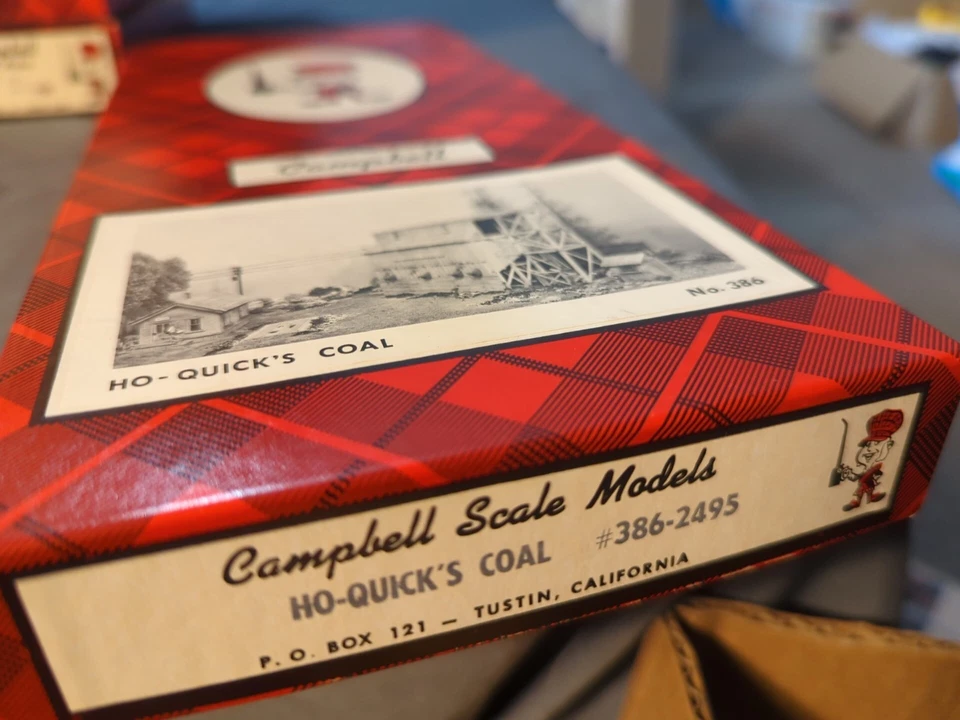 Campbell
No. 386
HO-QUICK'S COAL
Campbell Scale Models
HO-QUICK'S COAL #386-2495
P. O. BOX 121 — TUSTIN, CALIFORNIA